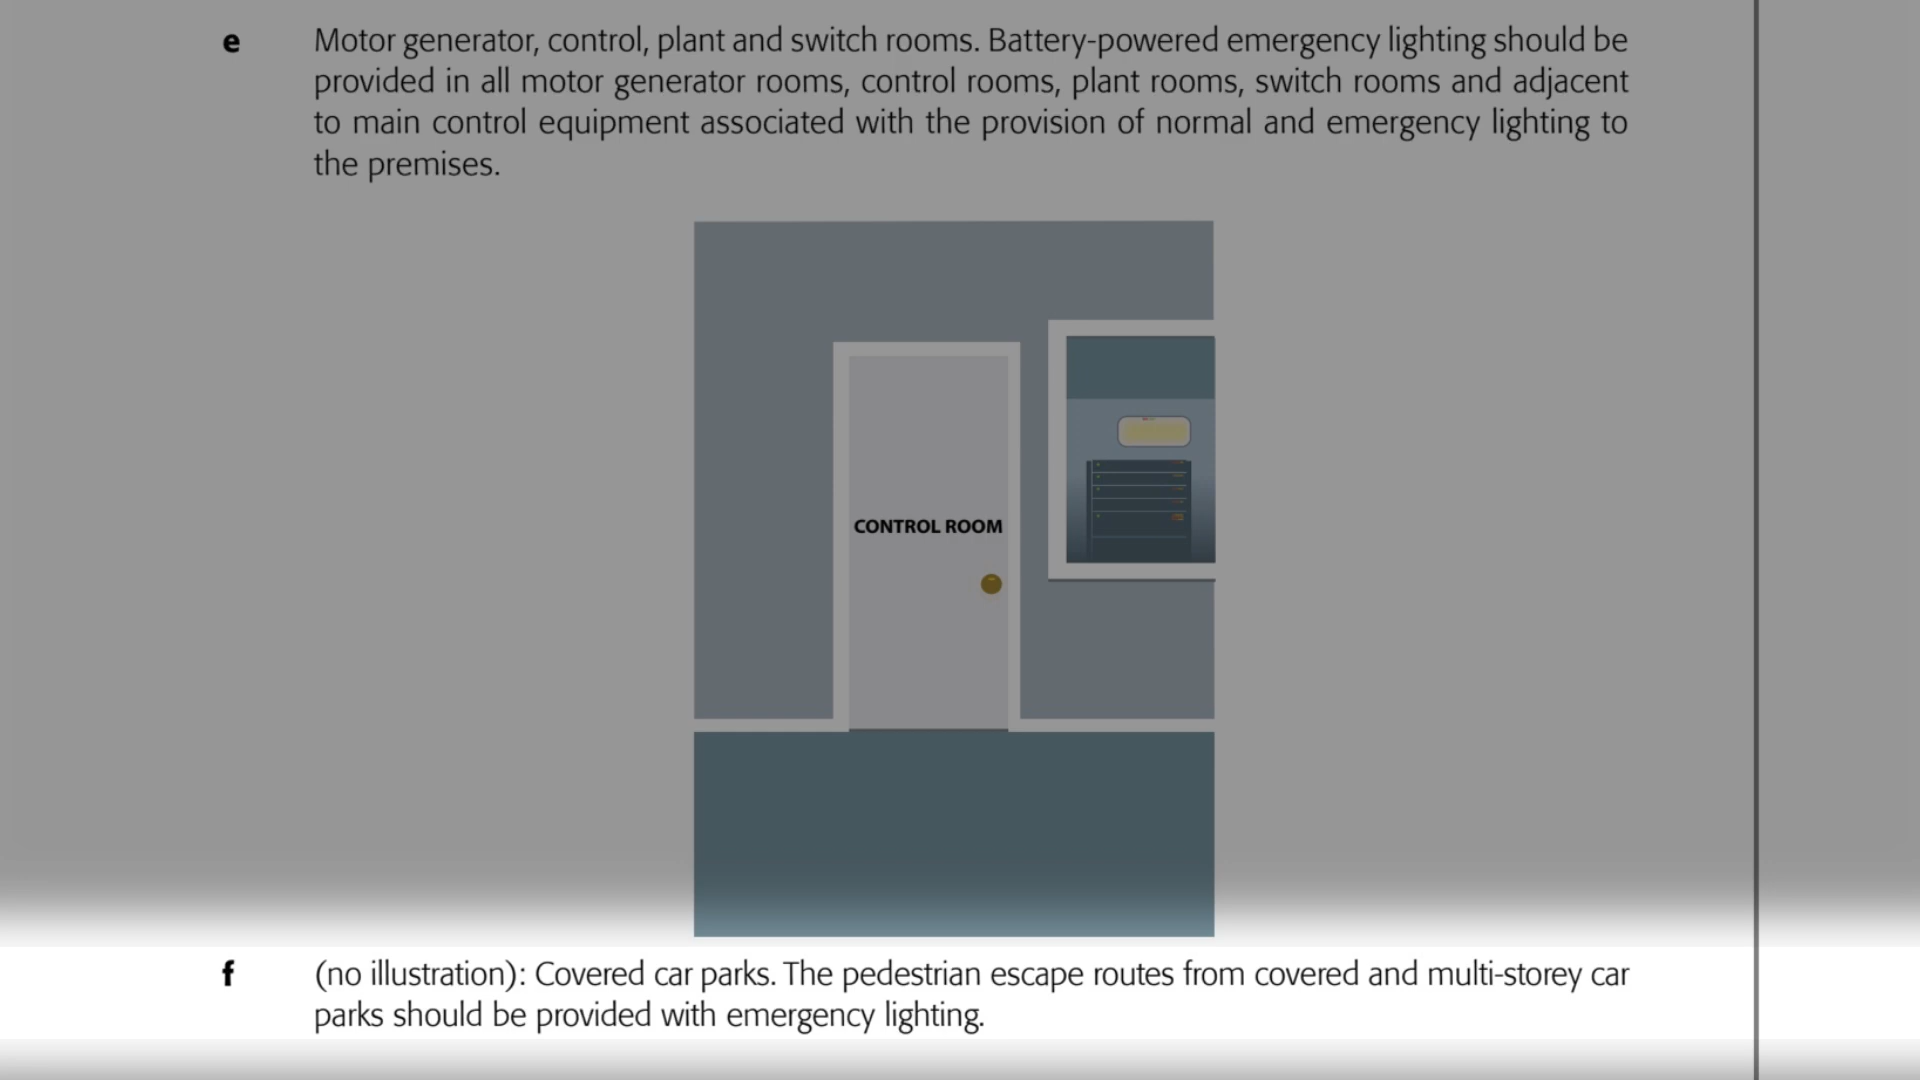 e Motor generator, control, plant and switch rooms. Battery-powered emergency lighting should be
provided in all motor generator rooms, control rooms, plant rooms, switch rooms and adjacent
to main control equipment associated with the provision of normal and emergency lighting to
the premises.
CONTROL ROOM
f (no illustration): Covered car parks. The pedestrian escape routes from covered and multi-storey car
parks should be provided with emergency lighting.